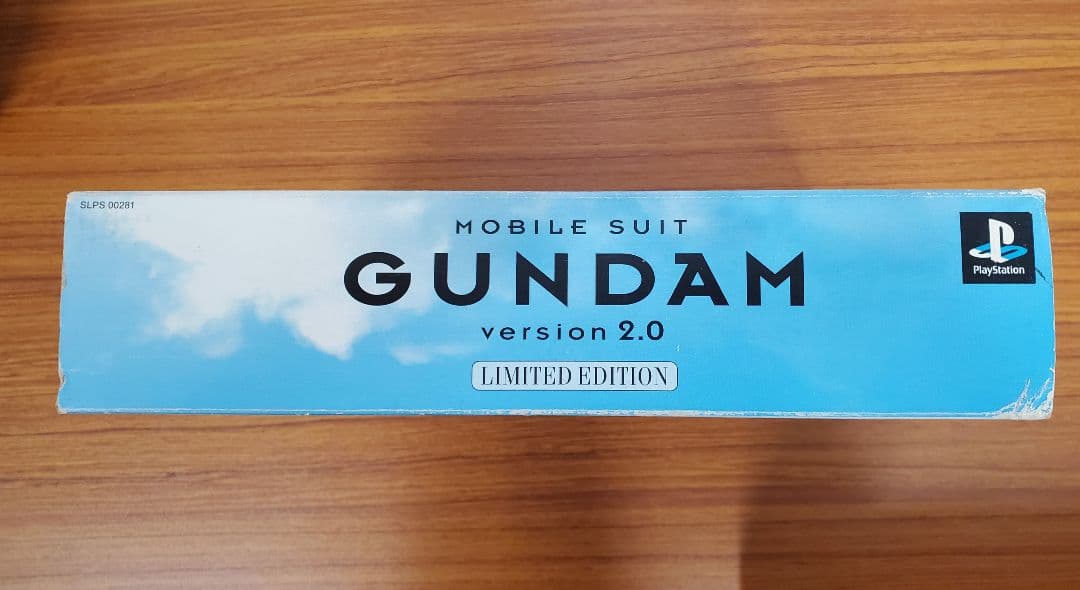 SLPS 00281
MOBILE SUIT
GUNDAM
version 2.0
LIMITED EDITION
PlayStation